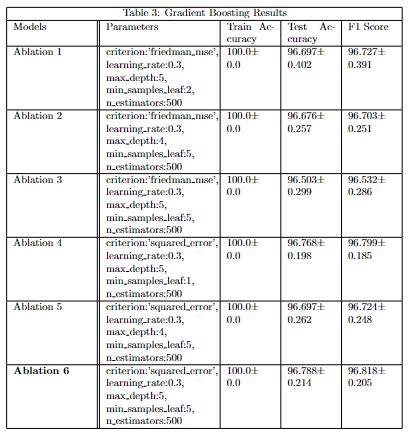 Table 3: Gradient Boosting Results
Models Parameters Train Ac- Test Ac- F1 Score
curacy curacy
Ablation 1 criterion:'friedman_mse', 100.0± 96.697± 96.727±
learning_rate:0.3, 0.0 0.402 0.391
max_depth:5,
min_samples_leaf:2,
n_estimators:500
Ablation 2 criterion:'friedman_mse', 100.0± 96.676± 96.703±
learning_rate:0.3, 0.0 0.257 0.251
max_depth:4,
min_samples_leaf:5,
n_estimators:500
Ablation 3 criterion:'friedman_mse', 100.0± 96.503± 96.532±
learning_rate:0.3, 0.0 0.299 0.286
max_depth:5,
min_samples_leaf:5,
n_estimators:500
Ablation 4 criterion:'squared_error', 100.0± 96.768± 96.799±
learning_rate:0.3, 0.0 0.198 0.185
max_depth:5,
min_samples_leaf:1,
n_estimators:500
Ablation 5 criterion:'squared_error', 100.0± 96.697± 96.724±
learning_rate:0.3, 0.0 0.262 0.248
max_depth:4,
min_samples_leaf:5,
n_estimators:500
Ablation 6 criterion:'squared_error', 100.0± 96.788± 96.818±
learning_rate:0.3, 0.0 0.214 0.205
max_depth:5,
min_samples_leaf:5,
n_estimators:500